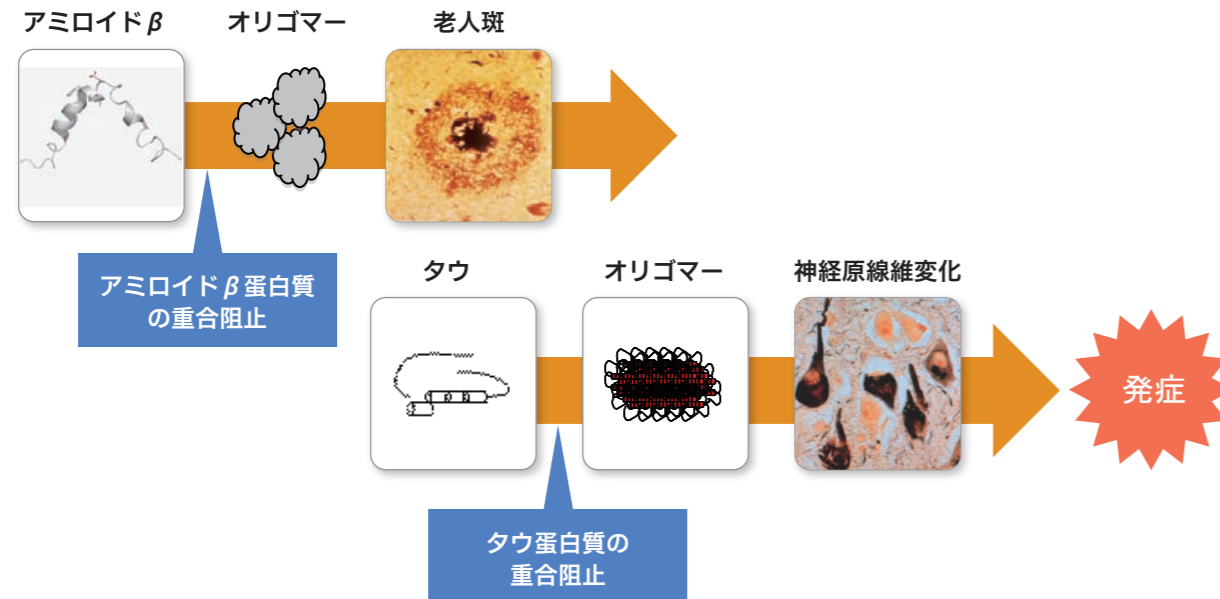 アミロイドβ
オリゴマー
老人斑
アミロイドβ蛋白質
の重合阻止
タウ
オリゴマー
神経原線維変化
発症
タウ蛋白質の
重合阻止